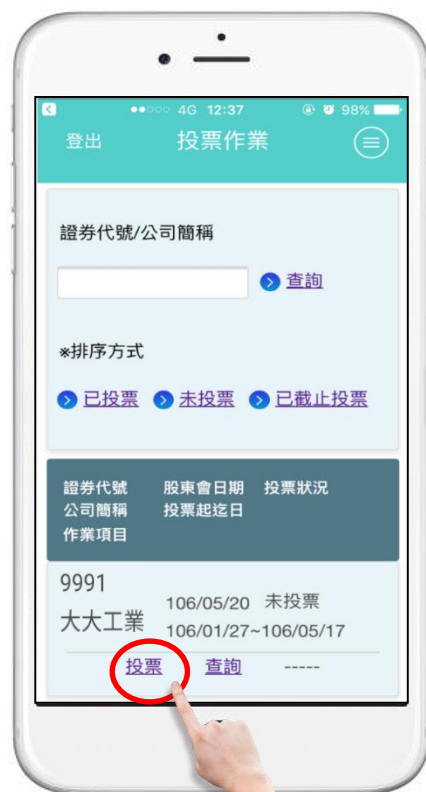 4G 12:37 98%
登出 投票作業
證券代號/公司簡稱
查詢
※排序方式
已投票 未投票 已截止投票
證券代號 股東會日期 投票狀況
公司簡稱 投票起迄日
作業項目
9991
106/05/20 未投票
大大工業
106/01/27~106/05/17
投票 查詢 -----